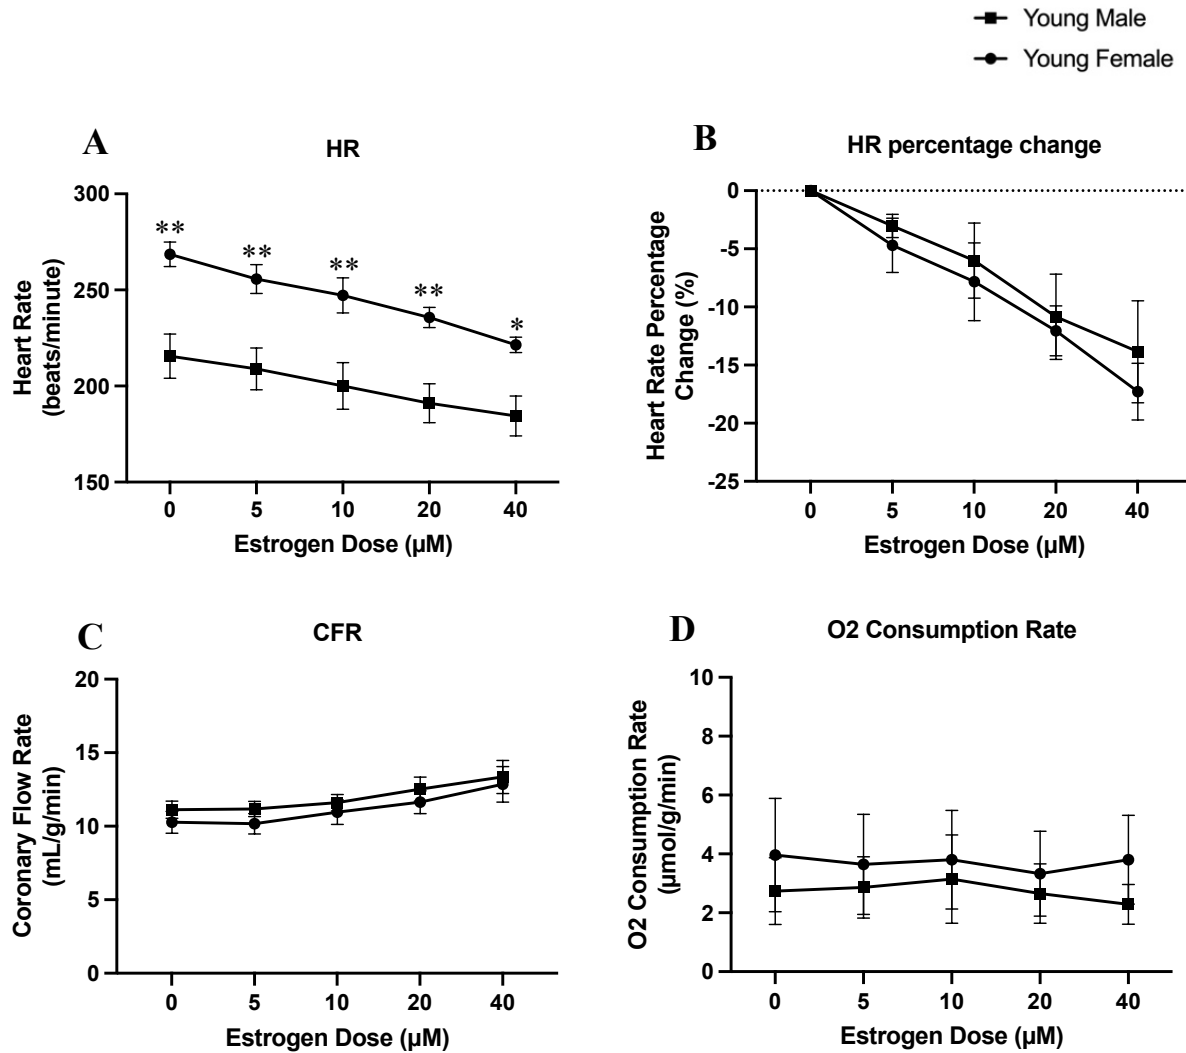 Young Male
Young Female
A
HR
300
250
200
150
Heart Rate
(beats/minute)
**
**
**
**
*
0 5 10 20 40
Estrogen Dose (µM)
B
HR percentage change
0
-5
-10
-15
-20
-25
Heart Rate Percentage
Change (%)
0 5 10 20 40
Estrogen Dose (µM)
C
CFR
20
15
10
5
0
Coronary Flow Rate
(mL/g/min)
0 5 10 20 40
Estrogen Dose (µM)
D
O2 Consumption Rate
10
8
6
4
2
0
O2 Consumption Rate
(µmol/g/min)
0 5 10 20 40
Estrogen Dose (µM)